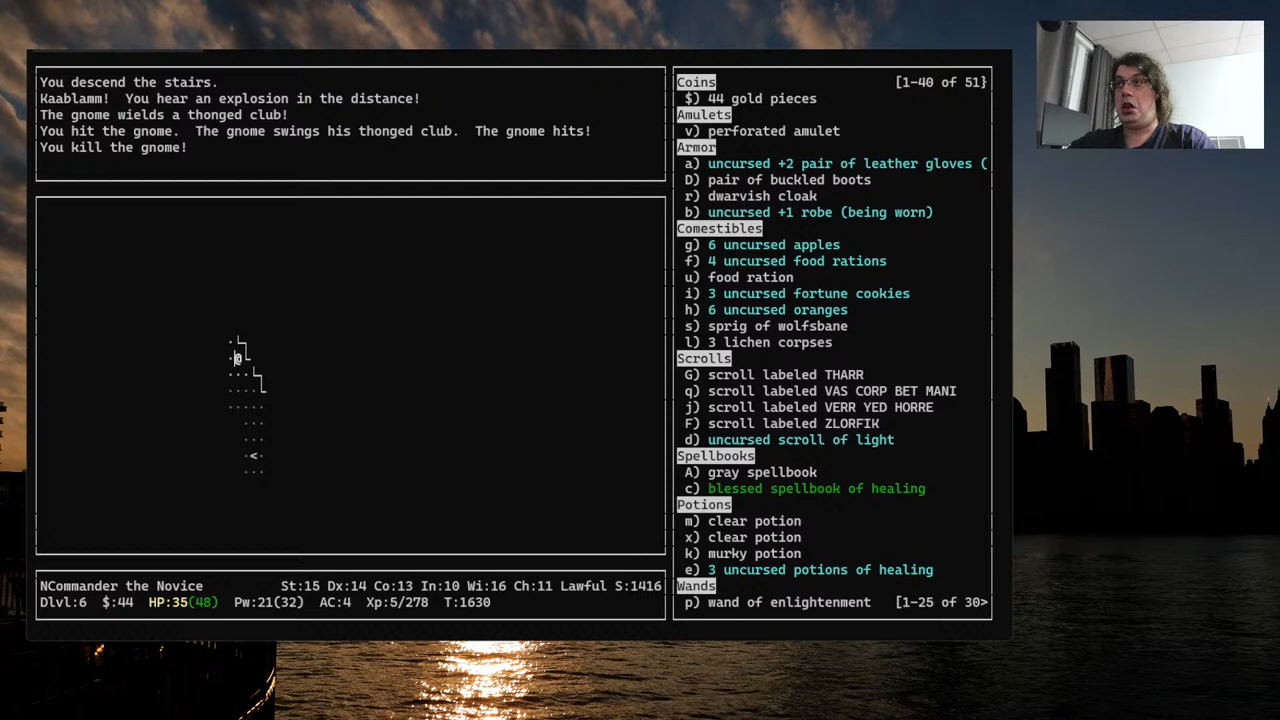 You descend the stairs.
Kaablamm!  You hear an explosion in the distance!
The gnome wields a thonged club!
You hit the gnome.  The gnome swings his thonged club.  The gnome hits!
You kill the gnome!
Coins [1-40 of 51}
$) 44 gold pieces
Amulets
v) perforated amulet
Armor
a) uncursed +2 pair of leather gloves (
D) pair of buckled boots
r) dwarvish cloak
b) uncursed +1 robe (being worn)
Comestibles
g) 6 uncursed apples
f) 4 uncursed food rations
u) food ration
i) 3 uncursed fortune cookies
h) 6 uncursed oranges
s) sprig of wolfsbane
l) 3 lichen corpses
Scrolls
G) scroll labeled THARR
q) scroll labeled VAS CORP BET MANI
j) scroll labeled VERR YED HORRE
F) scroll labeled ZLORFIK
d) uncursed scroll of light
Spellbooks
A) gray spellbook
c) blessed spellbook of healing
Potions
m) clear potion
x) clear potion
k) murky potion
e) 3 uncursed potions of healing
Wands
p) wand of enlightenment [1-25 of 30>
@
<
NCommander the Novice St:15 Dx:14 Co:13 In:10 Wi:16 Ch:11 Lawful S:1416
Dlvl:6 $:44 HP:35(48) Pw:21(32) AC:4 Xp:5/278 T:1630